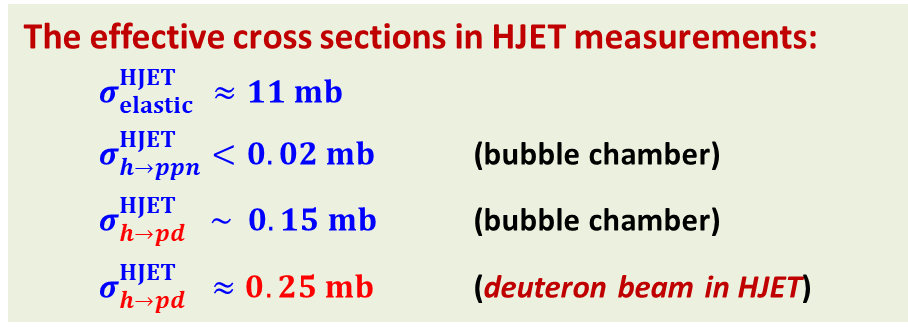 The effective cross sections in HJET measurements:
σ^HJET_elastic ≈ 11 mb
σ^HJET_h→ppn < 0.02 mb (bubble chamber)
σ^HJET_h→pd ~ 0.15 mb (bubble chamber)
σ^HJET_h→pd ≈ 0.25 mb (deuteron beam in HJET)